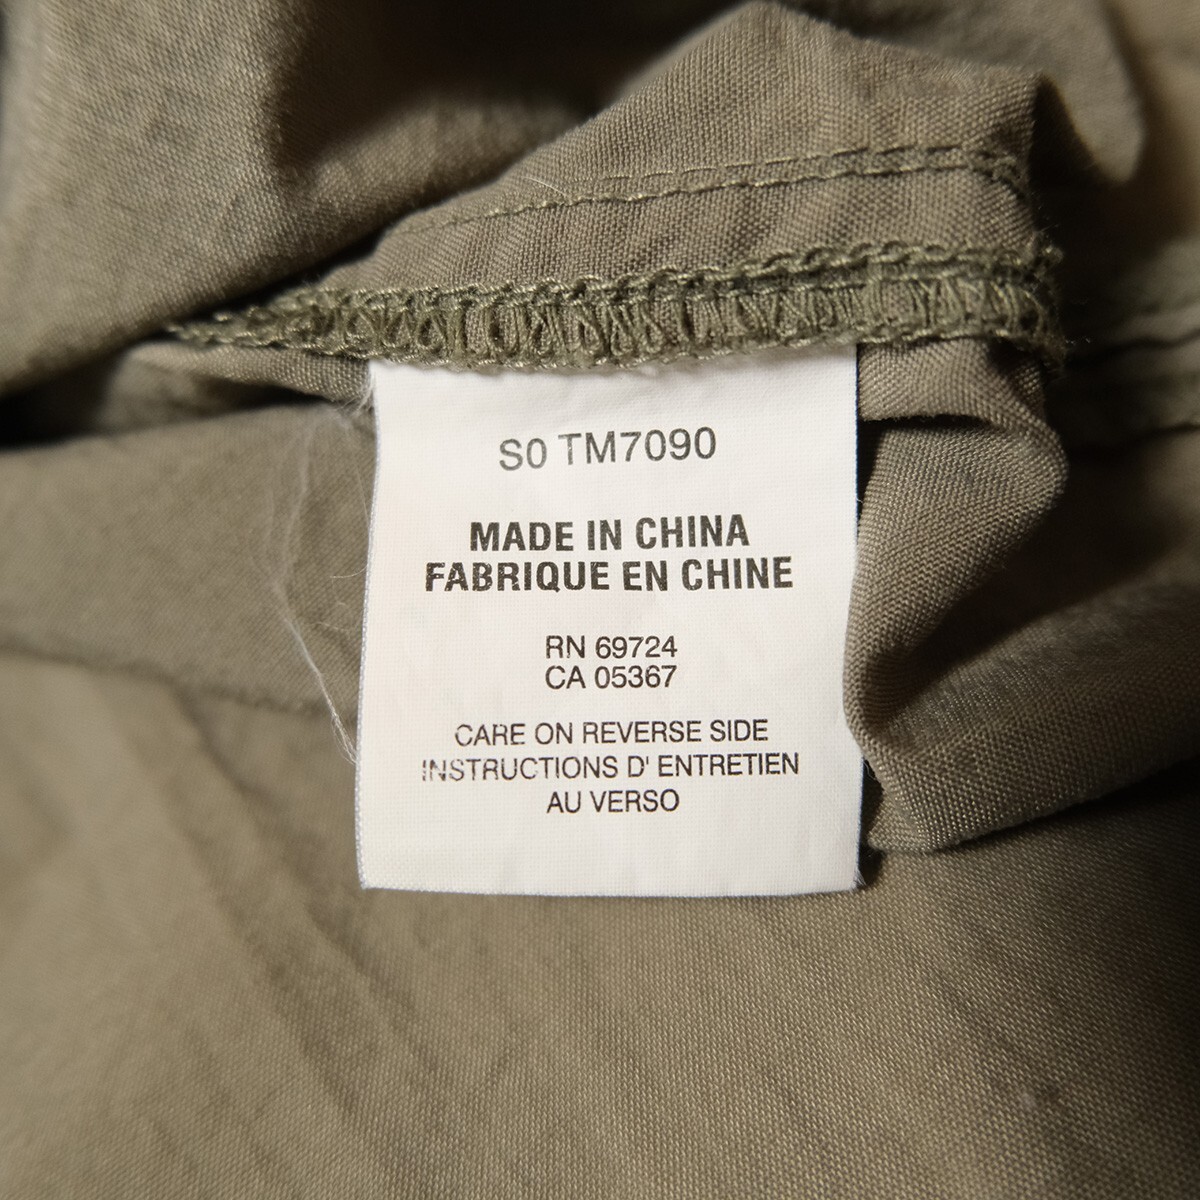 S0 TM7090
MADE IN CHINA
FABRIQUE EN CHINE
RN 69724
CA 05367
CARE ON REVERSE SIDE
INSTRUCTIONS D' ENTRETIEN
AU VERSO